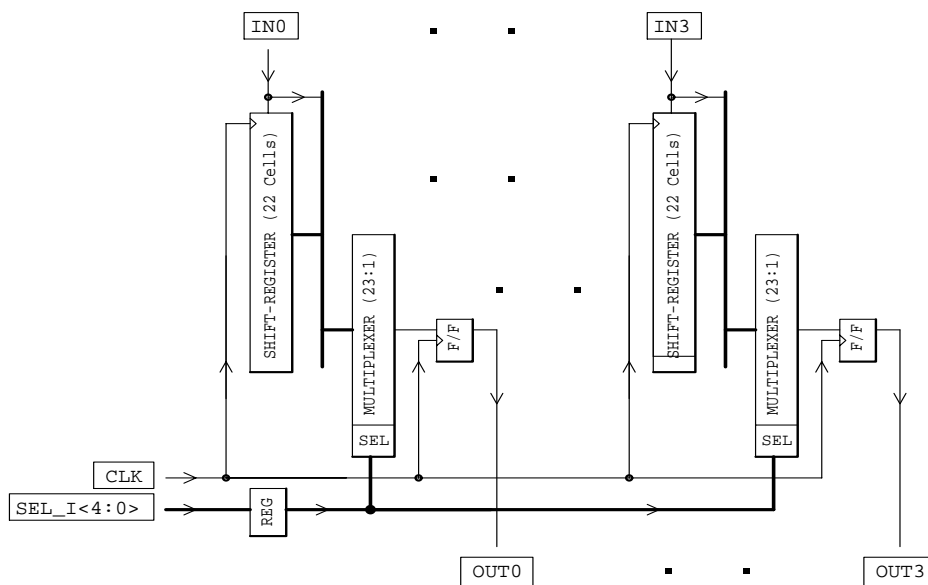 IN0
IN3
SHIFT-REGISTER (22 Cells)
SHIFT-REGISTER (22 Cells)
MULTIPLEXER (23:1)
MULTIPLEXER (23:1)
F/F
F/F
SEL
SEL
CLK
SEL_I<4:0>
REG
OUT0
OUT3